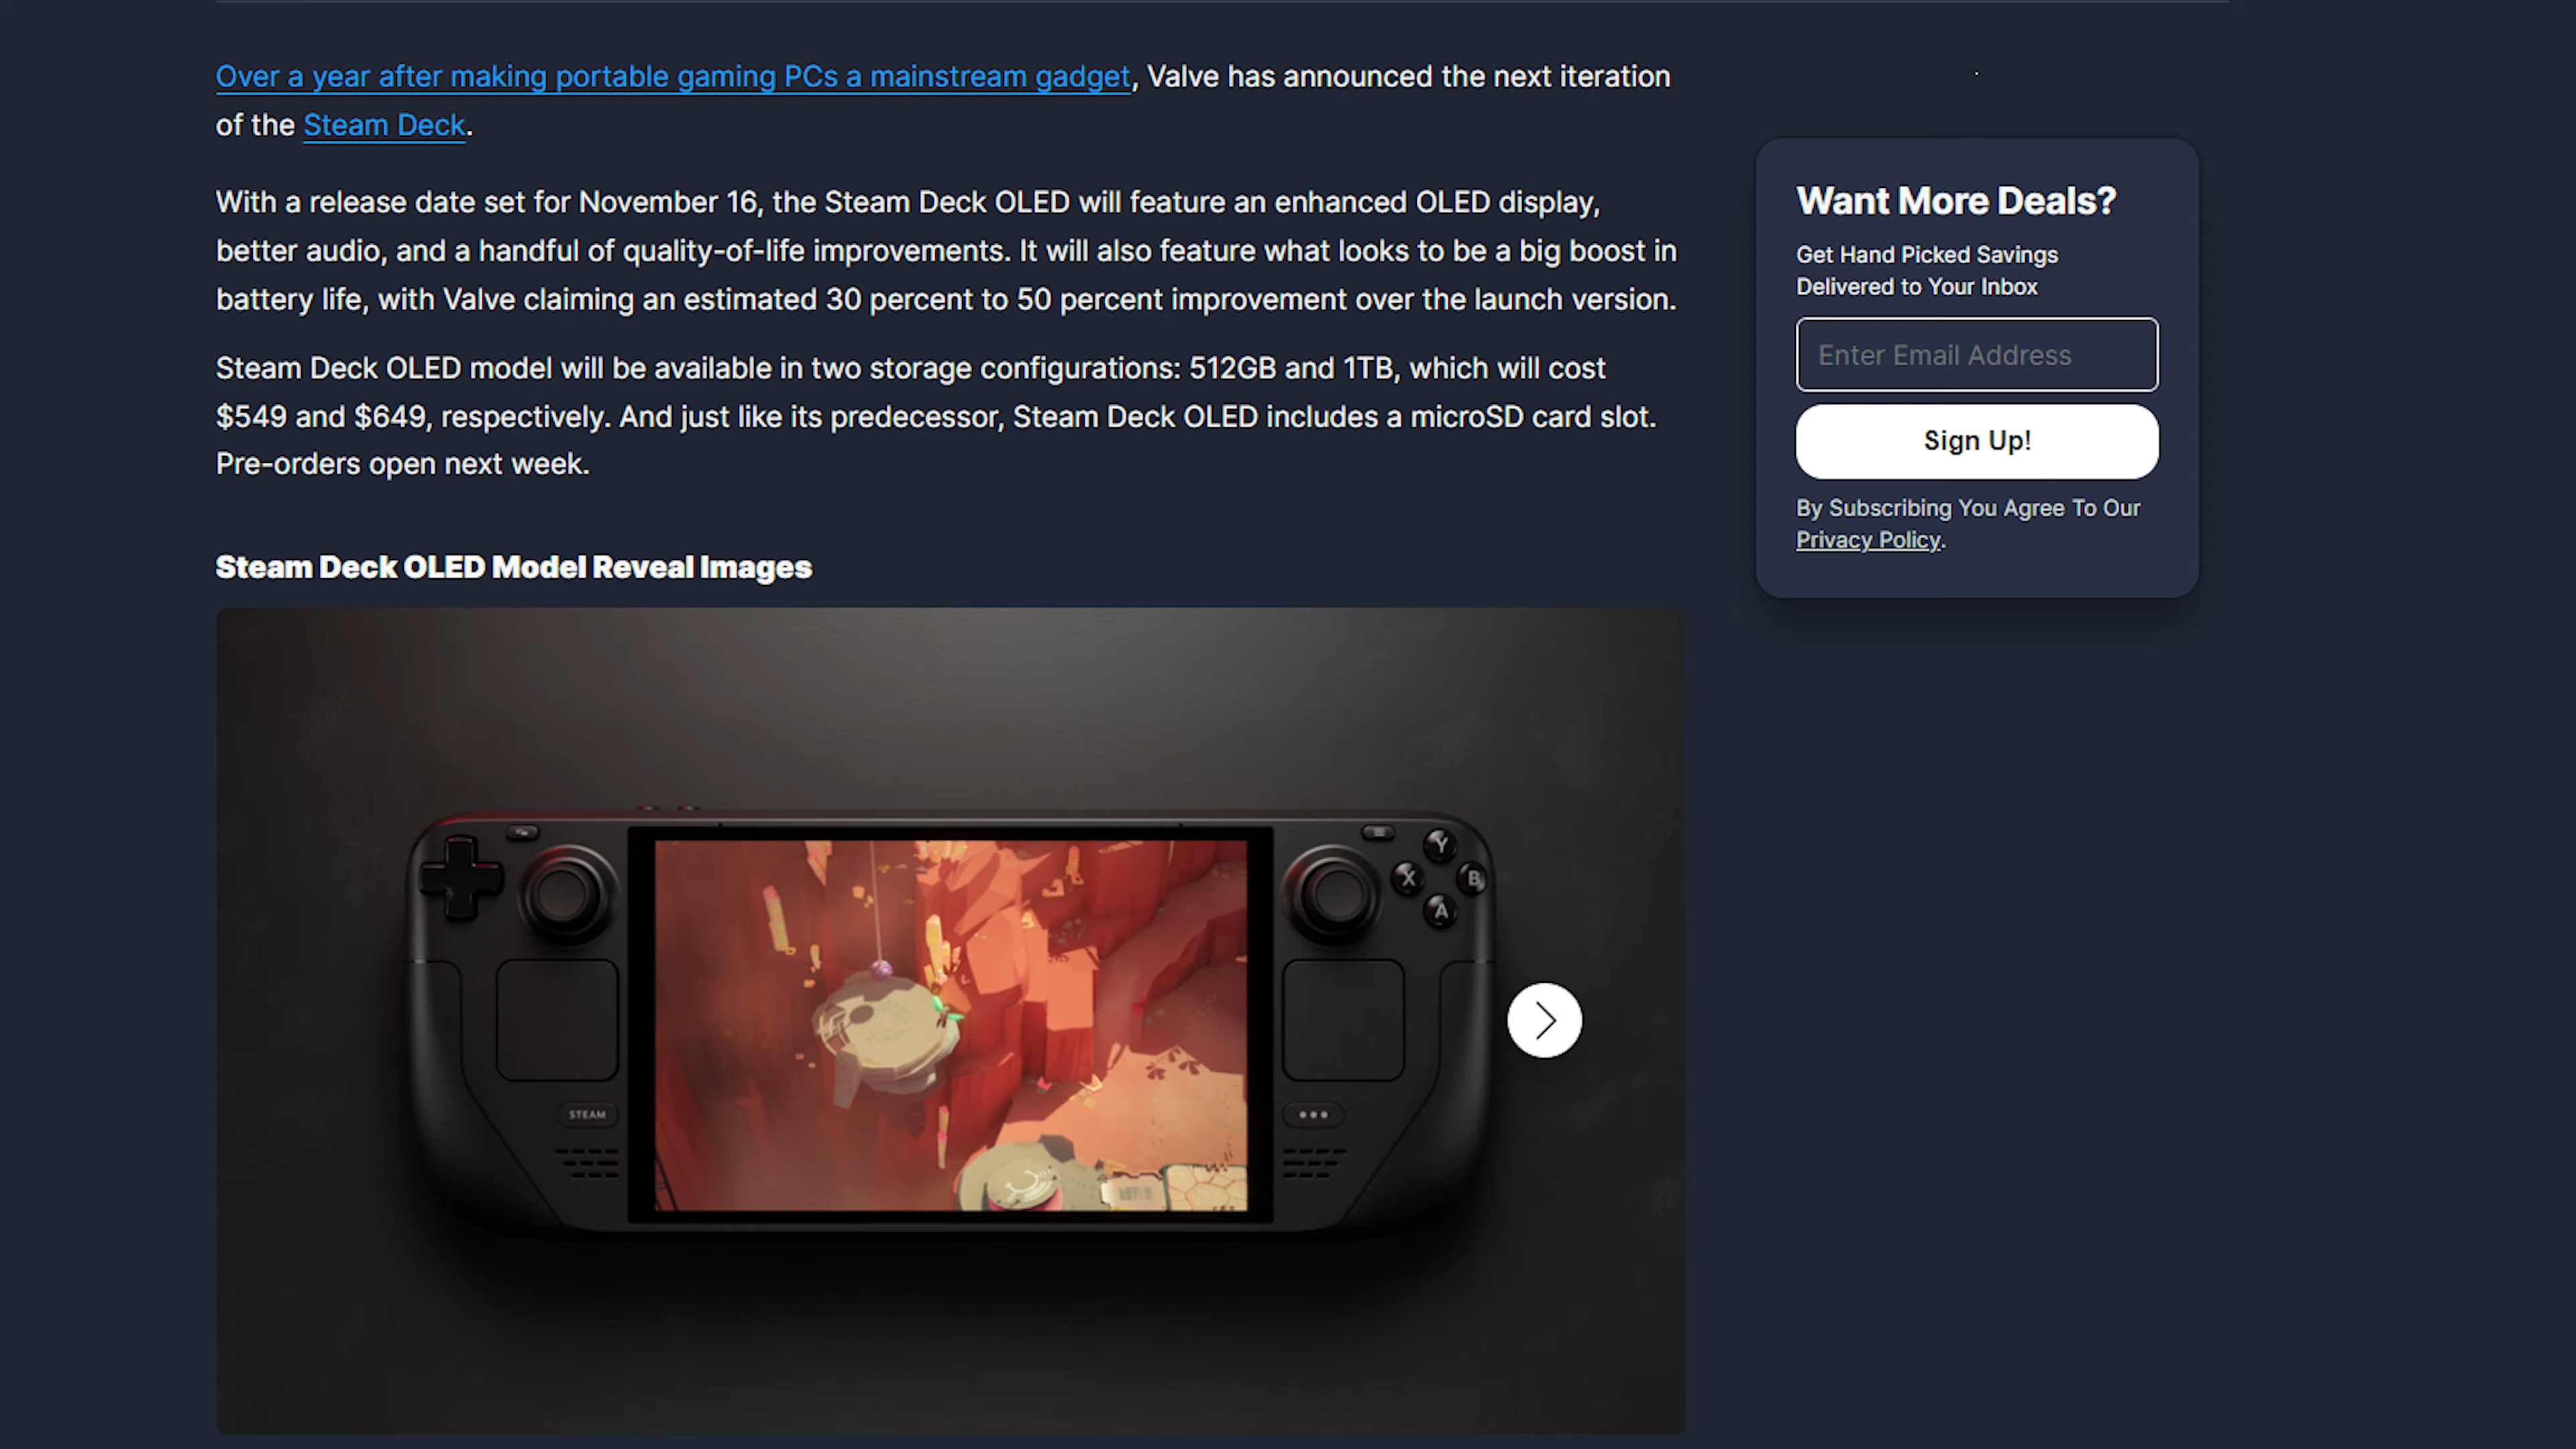 Over a year after making portable gaming PCs a mainstream gadget, Valve has announced the next iteration
of the Steam Deck.
With a release date set for November 16, the Steam Deck OLED will feature an enhanced OLED display,
better audio, and a handful of quality-of-life improvements. It will also feature what looks to be a big boost in
battery life, with Valve claiming an estimated 30 percent to 50 percent improvement over the launch version.
Steam Deck OLED model will be available in two storage configurations: 512GB and 1TB, which will cost
$549 and $649, respectively. And just like its predecessor, Steam Deck OLED includes a microSD card slot.
Pre-orders open next week.
Steam Deck OLED Model Reveal Images
Y
X
B
A
STEAM
Want More Deals?
Get Hand Picked Savings
Delivered to Your Inbox
Enter Email Address
Sign Up!
By Subscribing You Agree To Our
Privacy Policy.